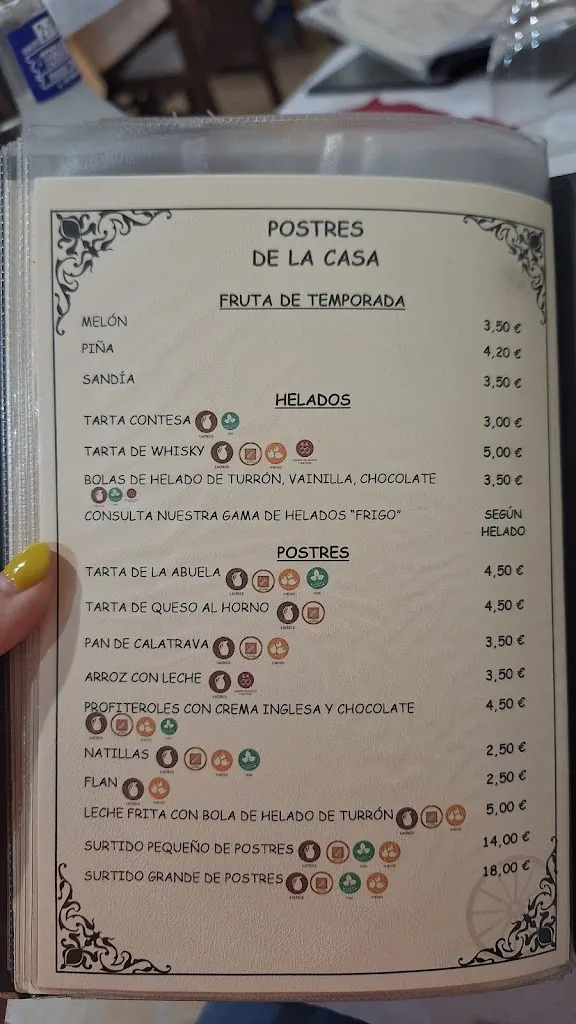 POSTRES
DE LA CASA
FRUTA DE TEMPORADA
MELÓN 3,50 €
PIÑA 4,20 €
SANDÍA 3,50 €
HELADOS
TARTA CONTESA 3,00 €
TARTA DE WHISKY 5,00 €
BOLAS DE HELADO DE TURRÓN, VAINILLA, CHOCOLATE 3,50 €
CONSULTA NUESTRA GAMA DE HELADOS "FRIGO" SEGÚN
HELADO
POSTRES
TARTA DE LA ABUELA 4,50 €
TARTA DE QUESO AL HORNO 4,50 €
PAN DE CALATRAVA 3,50 €
ARROZ CON LECHE 3,50 €
PROFITEROLES CON CREMA INGLESA Y CHOCOLATE 4,50 €
NATILLAS 2,50 €
FLAN 2,50 €
LECHE FRITA CON BOLA DE HELADO DE TURRÓN 5,00 €
SURTIDO PEQUEÑO DE POSTRES 14,00 €
SURTIDO GRANDE DE POSTRES 18,00 €